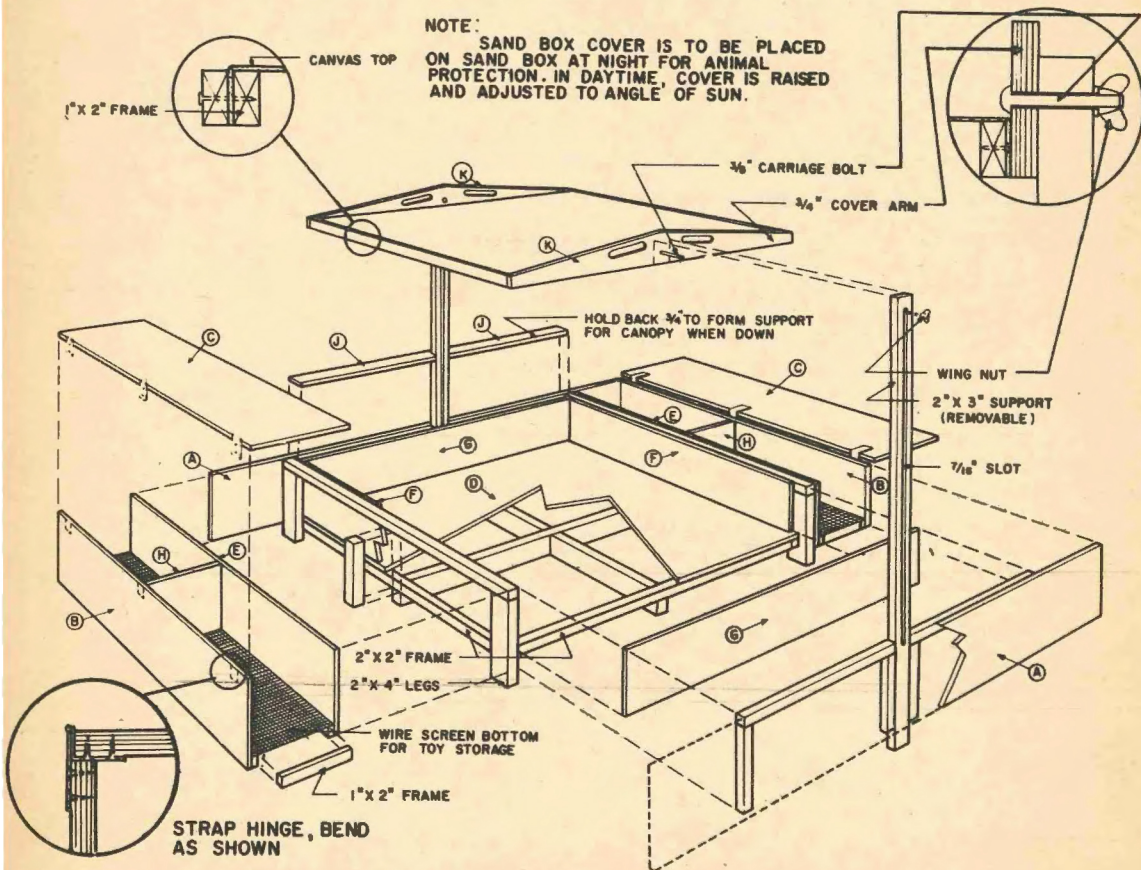 NOTE:
SAND BOX COVER IS TO BE PLACED
ON SAND BOX AT NIGHT FOR ANIMAL
PROTECTION. IN DAYTIME, COVER IS RAISED
AND ADJUSTED TO ANGLE OF SUN.
CANVAS TOP
1" X 2" FRAME
3/8" CARRIAGE BOLT
3/4" COVER ARM
K
K
HOLD BACK 3/4" TO FORM SUPPORT
FOR CANOPY WHEN DOWN
J
J
C
C
WING NUT
2" X 3" SUPPORT
(REMOVABLE)
7/16" SLOT
E
H
F
B
A
G
D
F
H
E
B
G
A
2" X 2" FRAME
2" X 4" LEGS
WIRE SCREEN BOTTOM
FOR TOY STORAGE
1" X 2" FRAME
STRAP HINGE, BEND
AS SHOWN